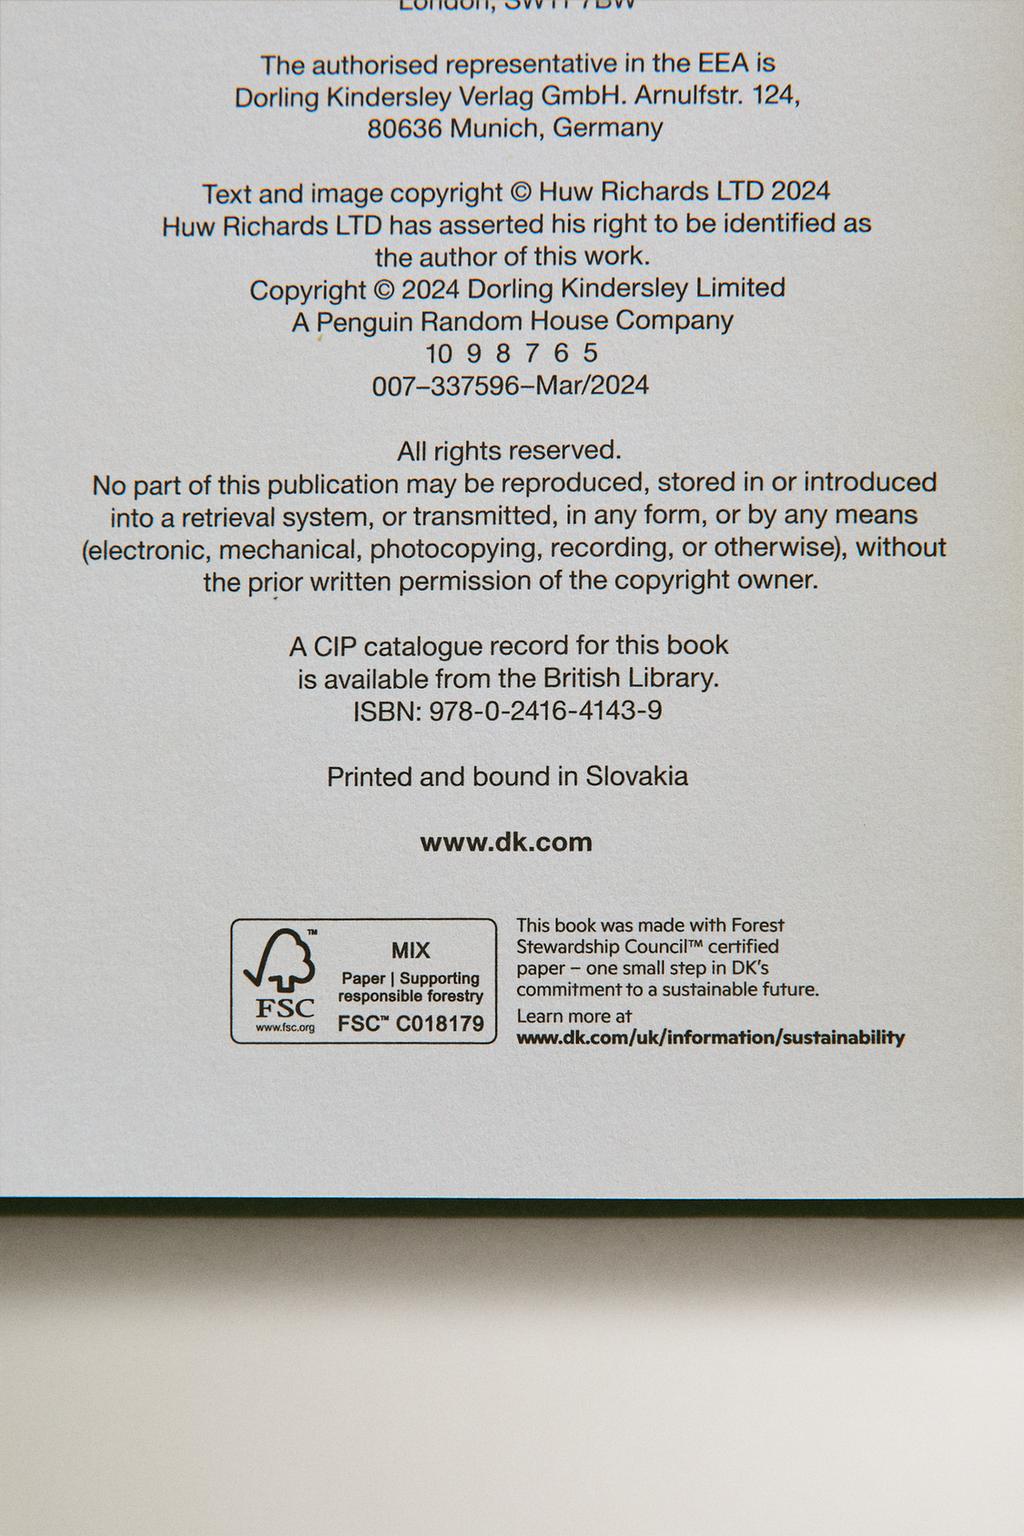 London, SW11 7BW
The authorised representative in the EEA is
Dorling Kindersley Verlag GmbH. Arnulfstr. 124,
80636 Munich, Germany
Text and image copyright © Huw Richards LTD 2024
Huw Richards LTD has asserted his right to be identified as
the author of this work.
Copyright © 2024 Dorling Kindersley Limited
A Penguin Random House Company
10 9 8 7 6 5
007–337596–Mar/2024
All rights reserved.
No part of this publication may be reproduced, stored in or introduced
into a retrieval system, or transmitted, in any form, or by any means
(electronic, mechanical, photocopying, recording, or otherwise), without
the prior written permission of the copyright owner.
A CIP catalogue record for this book
is available from the British Library.
ISBN: 978-0-2416-4143-9
Printed and bound in Slovakia
www.dk.com
™
FSC
www.fsc.org
MIX
Paper | Supporting
responsible forestry
FSC™ C018179
This book was made with Forest
Stewardship Council™ certified
paper – one small step in DK's
commitment to a sustainable future.
Learn more at
www.dk.com/uk/information/sustainability